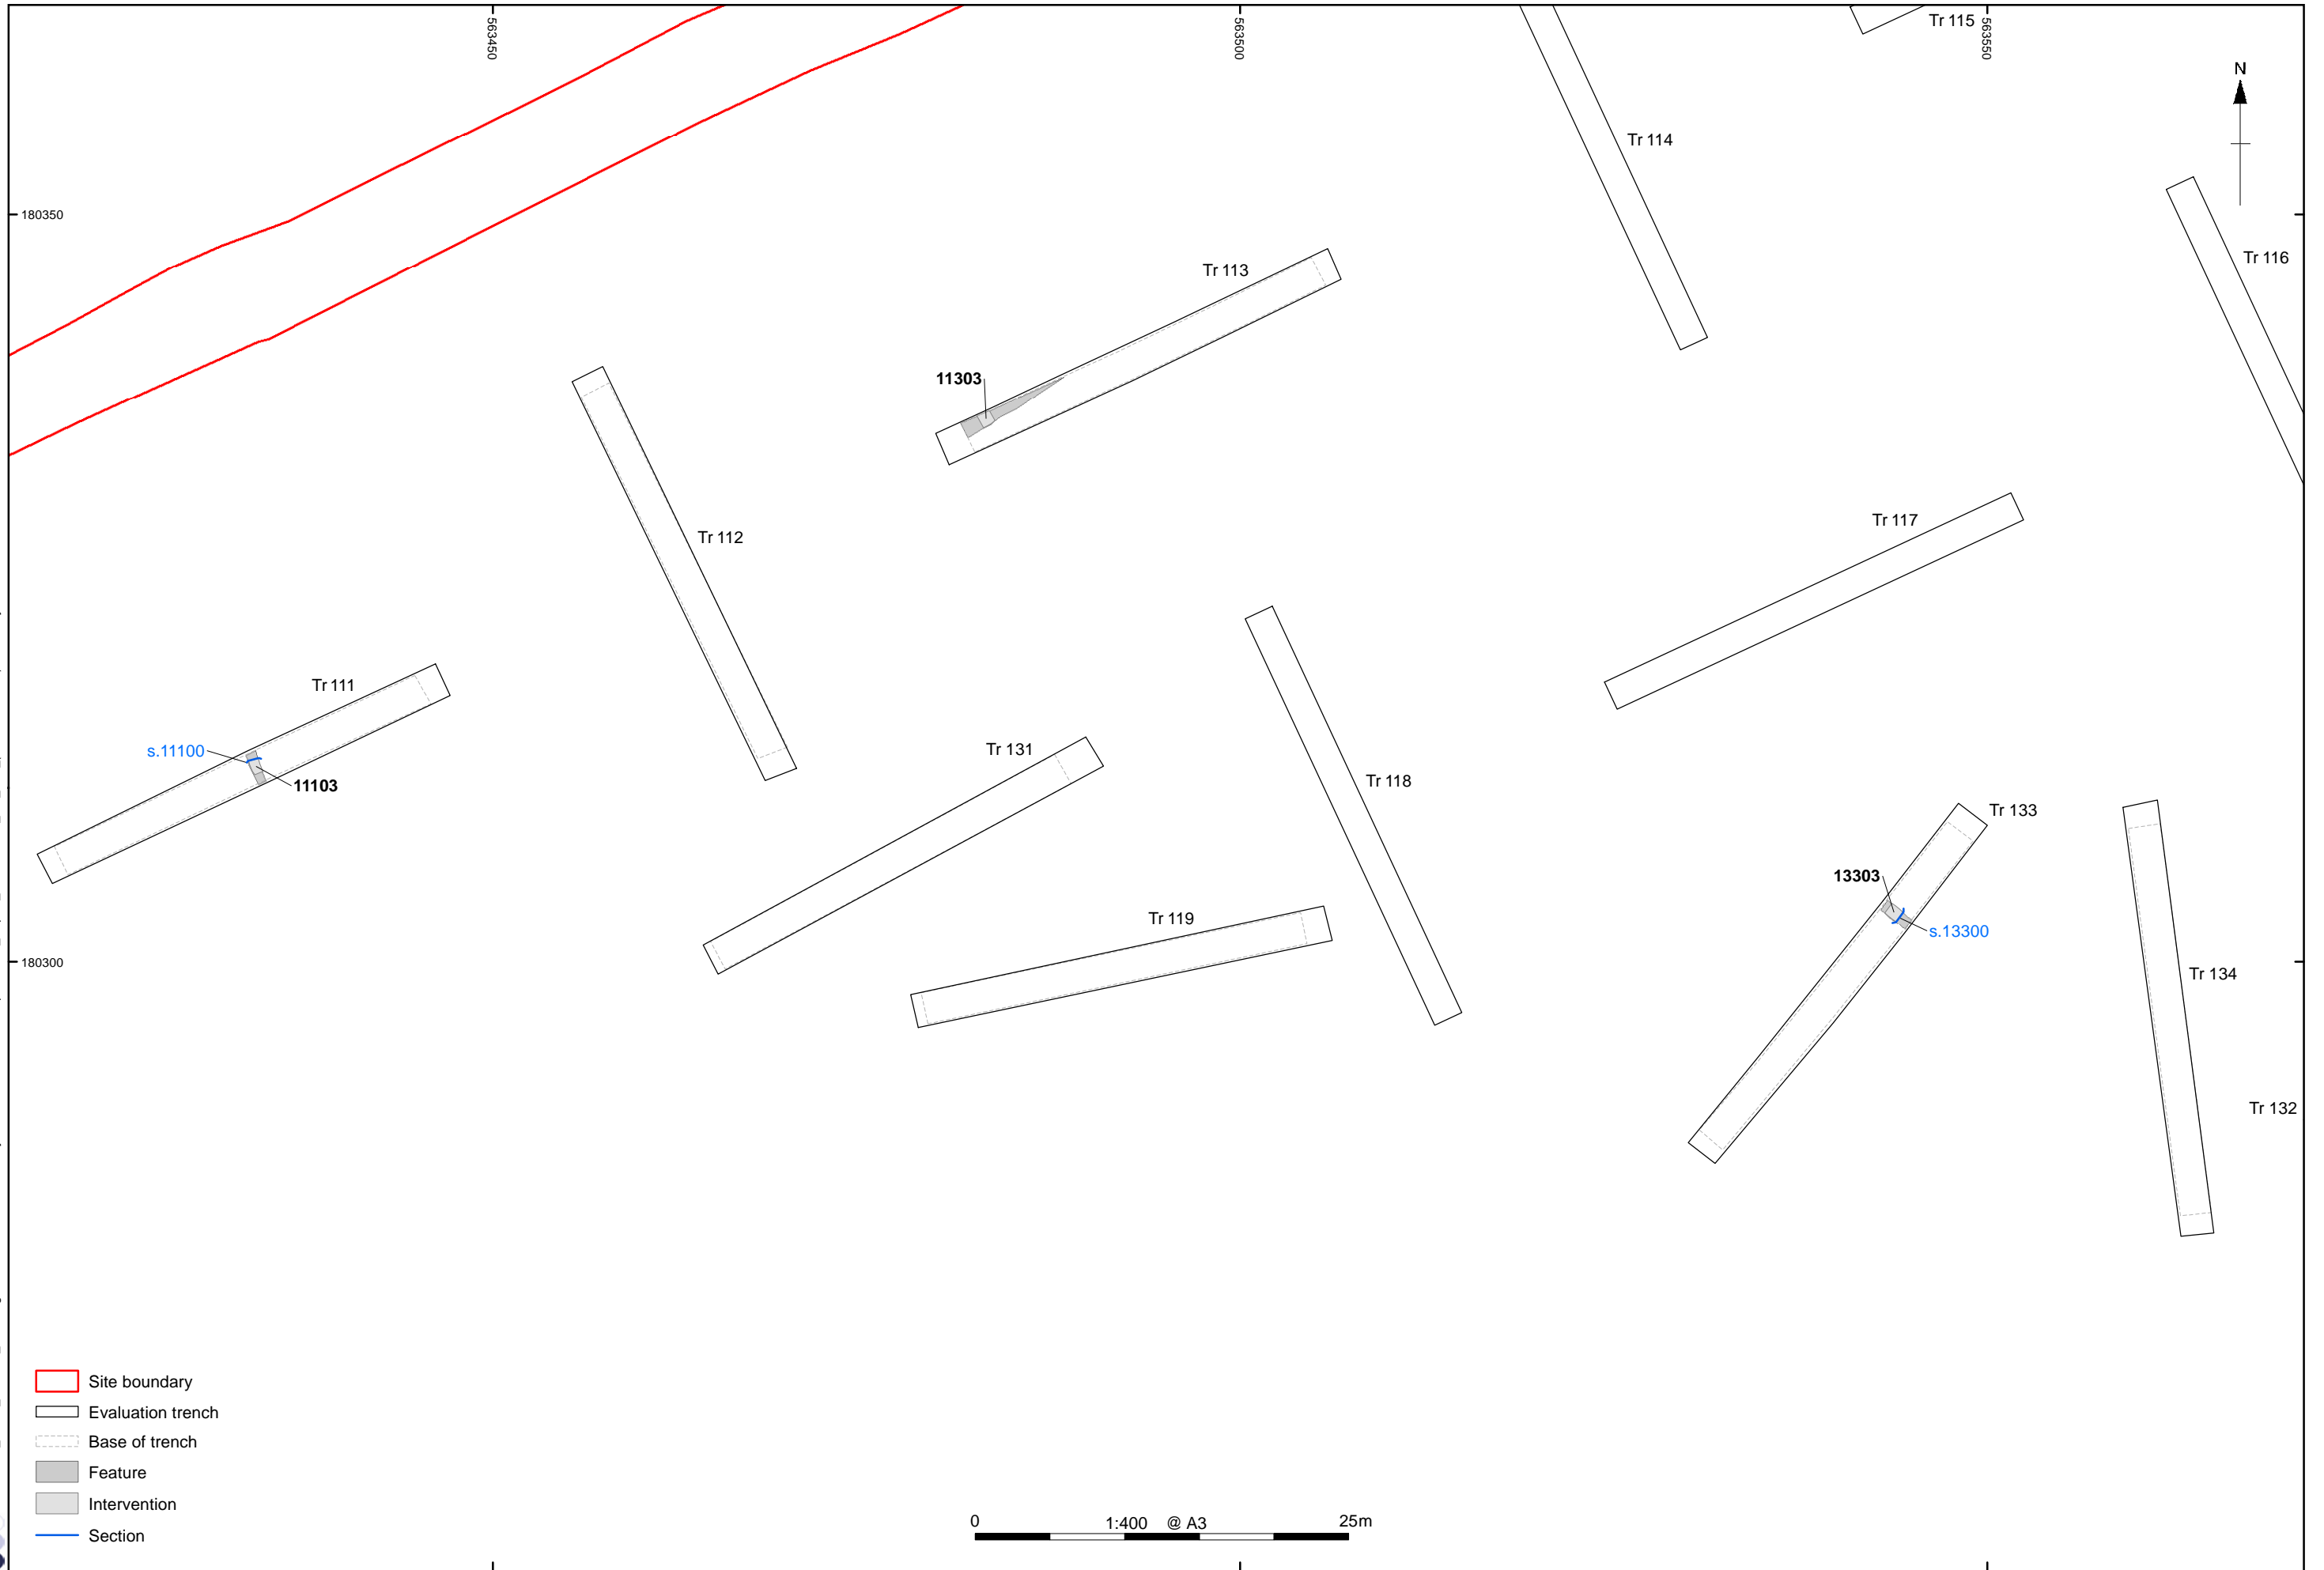 563450
563500
563550
Tr 115
N
Tr 114
180350
Tr 116
Tr 113
11303
Tr 117
Tr 112
Tr 111
s.11100
11103
Tr 131
Tr 118
Tr 133
13303
s.13300
Tr 119
180300
Tr 134
Tr 132
Site boundary
Evaluation trench
Base of trench
Feature
Intervention
Section
0 1:400 @ A3 25m